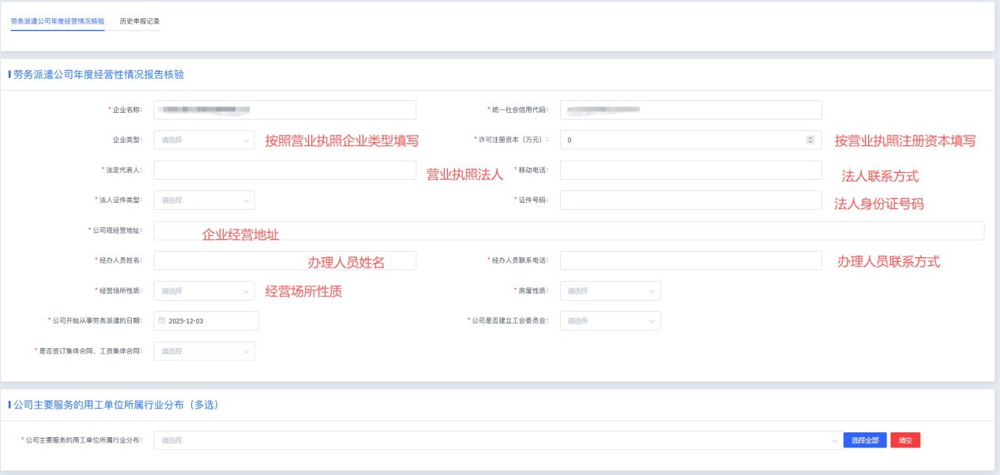 劳务派遣公司年度经营情况核验 历史申报记录
劳务派遣公司年度经营性情况报告核验
* 企业名称: * 统一社会信用代码:
企业类型: 请选择 按照营业执照企业类型填写 * 许可注册资本（万元）: 0 按营业执照注册资本填写
* 法定代表人: 营业执照法人 * 移动电话: 法人联系方式
* 法人证件类型: 请选择 * 证件号码: 法人身份证号码
* 公司现经营地址: 企业经营地址
* 经办人员姓名: 办理人员姓名 * 经办人员联系电话: 办理人员联系方式
* 经营场所性质: 请选择 经营场所性质 * 房屋性质: 请选择
* 公司开始从事劳务派遣的日期: 2025-12-03 * 公司是否建立工会委员会: 请选择
* 是否签订集体合同、工资集体合同: 请选择
公司主要服务的用工单位所属行业分布（多选）
* 公司主要服务的用工单位所属行业分布: 请选择 选择全部 清空